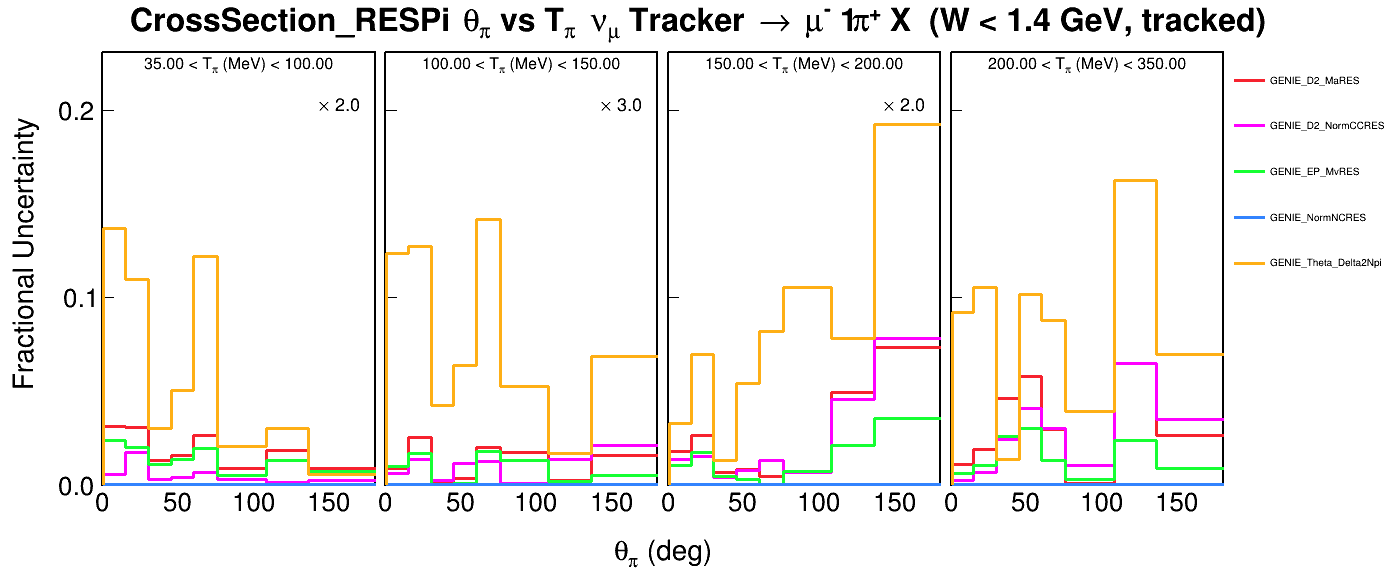 CrossSection_RESPi θπ vs Tπ νμ Tracker → μ- 1π+ X (W < 1.4 GeV, tracked)
35.00 < Tπ (MeV) < 100.00
100.00 < Tπ (MeV) < 150.00
150.00 < Tπ (MeV) < 200.00
200.00 < Tπ (MeV) < 350.00
× 2.0
× 3.0
× 2.0
GENIE_D2_MaRES
GENIE_D2_NormCCRES
GENIE_EP_MvRES
GENIE_NormNCRES
GENIE_Theta_Delta2Npi
Fractional Uncertainty
0.2
0.1
0.0
0 50 100 150
0 50 100 150
0 50 100 150
0 50 100 150
θπ (deg)